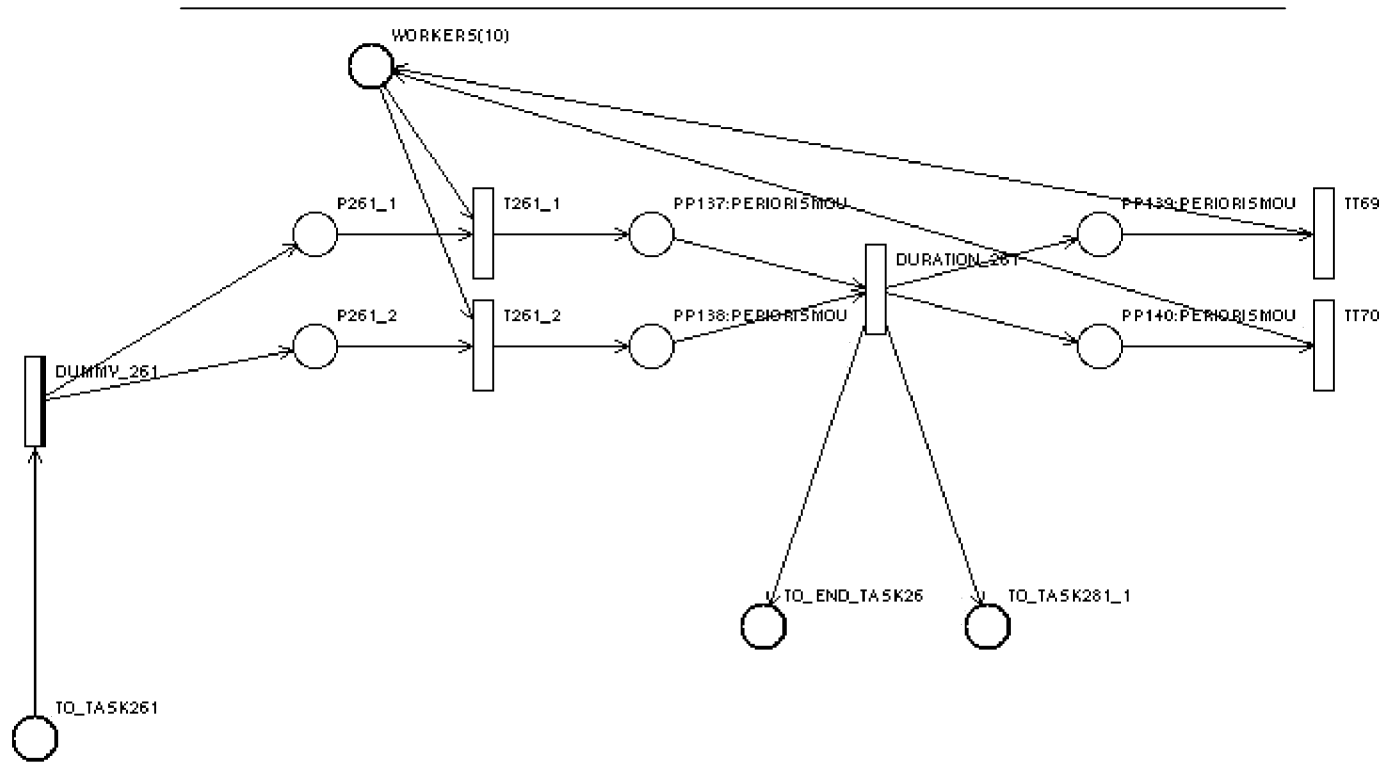 WORKERS(10)
P261_1
T261_1
PP137:PERIORISMOU
PP139:PERIORISMOU
TT69
DURATION_261
P261_2
T261_2
PP138:PERIORISMOU
PP140:PERIORISMOU
TT70
DUMMY_261
TO_END_TASK26
TO_TASK281_1
TO_TASK261